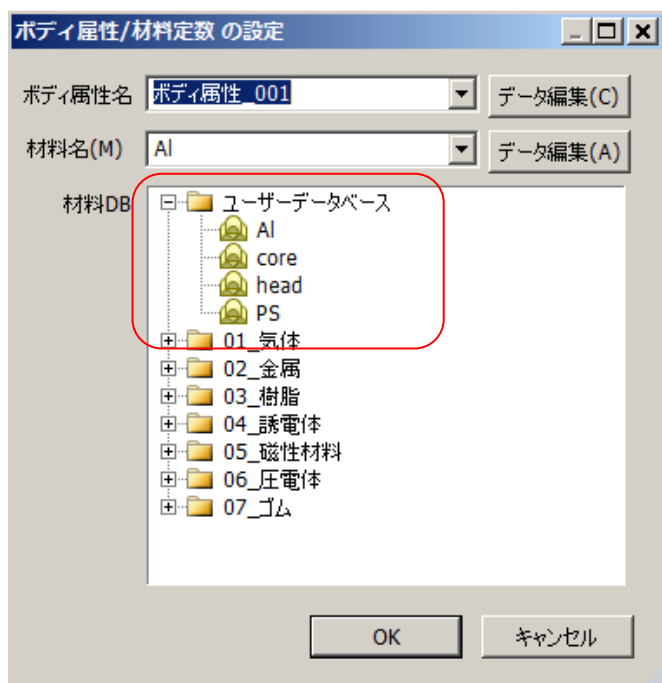 ボディ属性/材料定数 の設定
ボディ属性名 ボディ属性_001 データ編集(C)
材料名(M) Al データ編集(A)
材料DB ユーザーデータベース
Al
core
head
PS
01_気体
02_金属
03_樹脂
04_誘電体
05_磁性材料
06_圧電体
07_ゴム
OK キャンセル